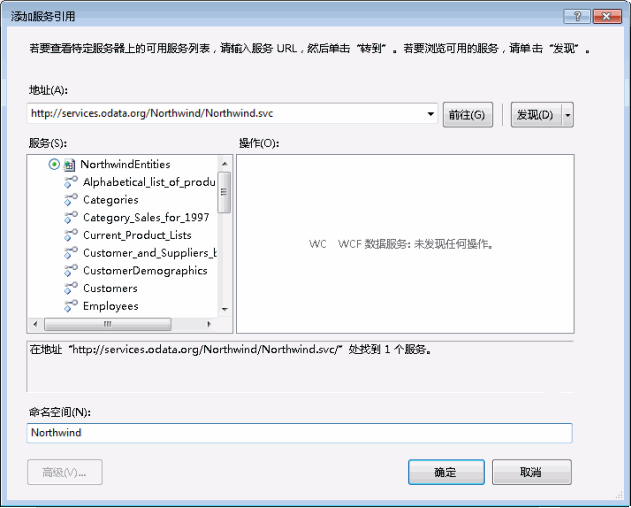 添加服务引用
若要查看特定服务器上的可用服务列表，请输入服务 URL，然后单击“转到”。若要浏览可用的服务，请单击“发现”。
地址(A):
http://services.odata.org/Northwind/Northwind.svc
前往(G)
发现(D)
服务(S):
操作(O):
NorthwindEntities
Alphabetical_list_of_produ
Categories
Category_Sales_for_1997
Current_Product_Lists
Customer_and_Suppliers_b
CustomerDemographics
Customers
Employees
WC WCF 数据服务: 未发现任何操作。
在地址“http://services.odata.org/Northwind/Northwind.svc/”处找到 1 个服务。
命名空间(N):
Northwind
高级(V)...
确定
取消